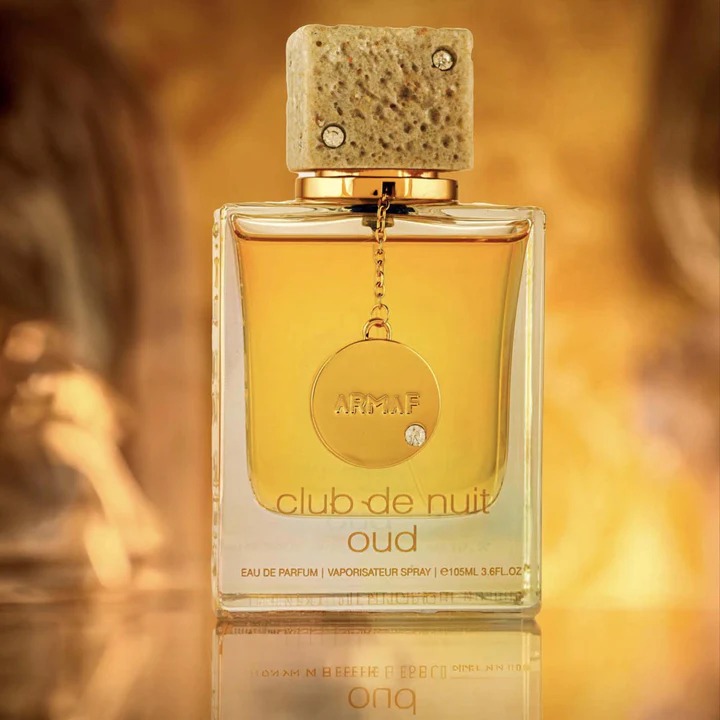 ARMAF
club de nuit
oud
EAU DE PARFUM | VAPORISATEUR SPRAY | ℮105ML 3.6FL.OZ